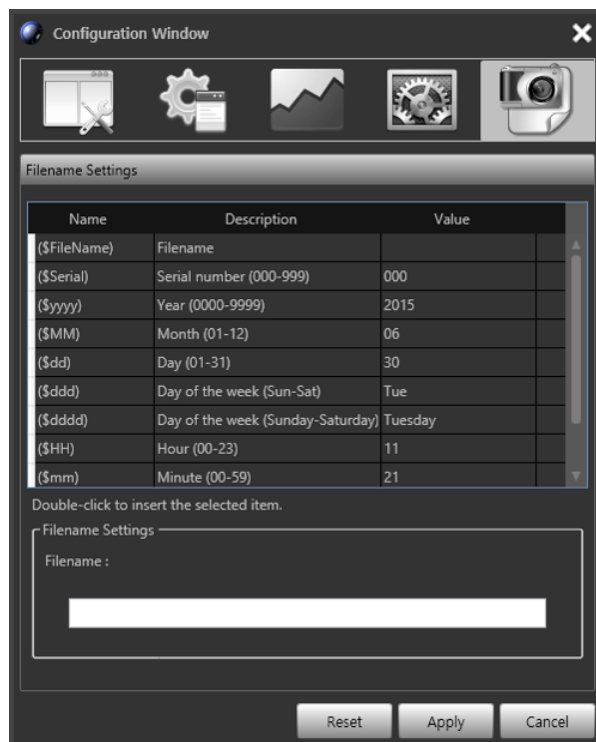 Configuration Window
Filename Settings
Name Description Value
($FileName) Filename
($Serial) Serial number (000-999) 000
($yyyy) Year (0000-9999) 2015
($MM) Month (01-12) 06
($dd) Day (01-31) 30
($ddd) Day of the week (Sun-Sat) Tue
($dddd) Day of the week (Sunday-Saturday) Tuesday
($HH) Hour (00-23) 11
($mm) Minute (00-59) 21
Double-click to insert the selected item.
Filename Settings
Filename :
Reset Apply Cancel